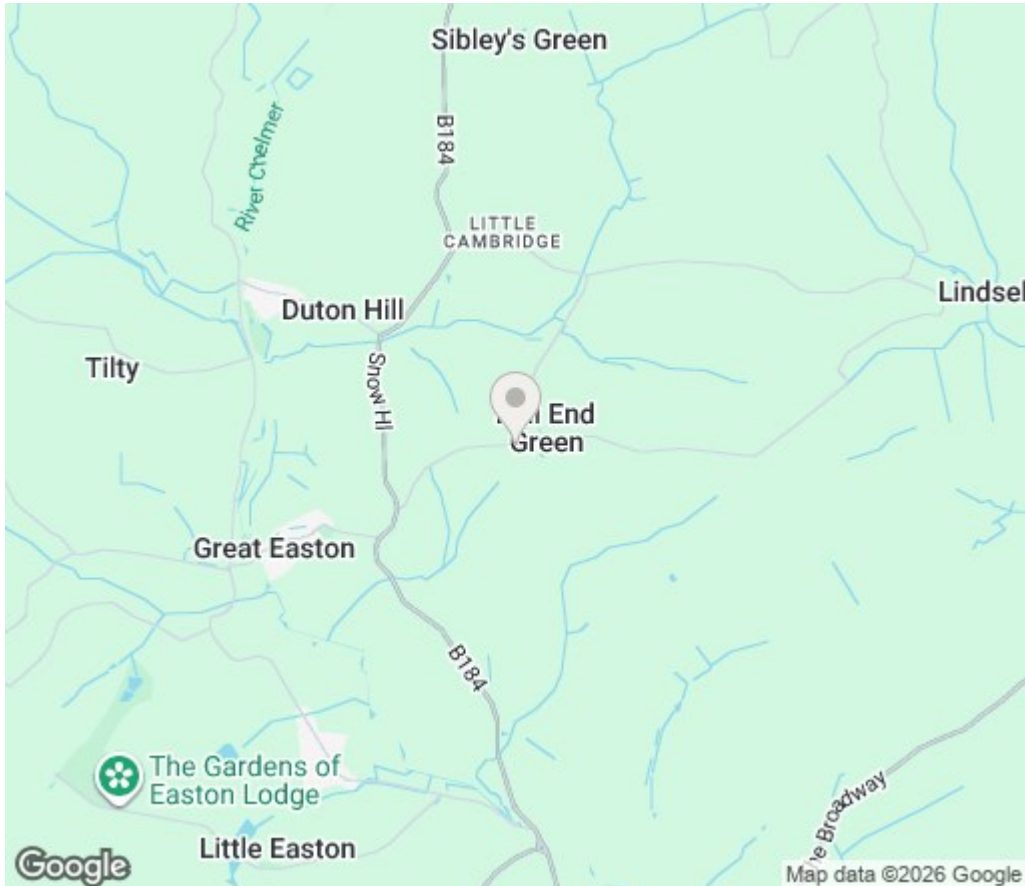 Sibley's Green
B184
River Chelmer
LITTLE
CAMBRIDGE
Lindsel
Duton Hill
Tilty
Snow Hl
End
Green
Great Easton
B184
The Gardens of
Easton Lodge
Broadway
Little Easton
Google
Map data ©2026 Google